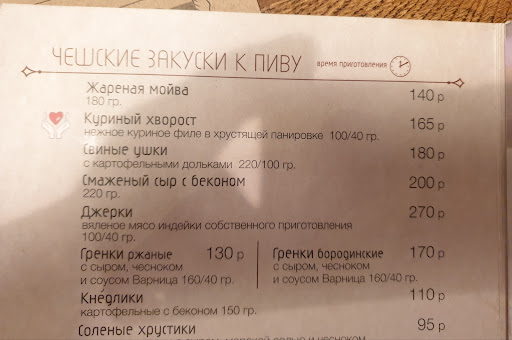 ЧЕШСКИЕ ЗАКУСКИ К ПИВУ время приготовления
Жареная мойва 140 р
180 гр.
Куриный хворост 165 р
нежное куриное филе в хрустящей панировке 100/40 гр.
Свиные ушки 180 р
с картофельными дольками 220/100 гр.
Смаженый сыр с беконом 200 р
220 гр.
Джерки 270 р
вяленое мясо индейки собственного приготовления
100/40 гр.
Гренки ржаные 130 р
с сыром, чесноком
и соусом Варница 160/40 гр.
Гренки бородинские 170 р
с сыром, чесноком
и соусом Варница 160/40 гр.
Кнедлики 110 р
картофельные с беконом 150 гр.
Соленые хрустики 95 р